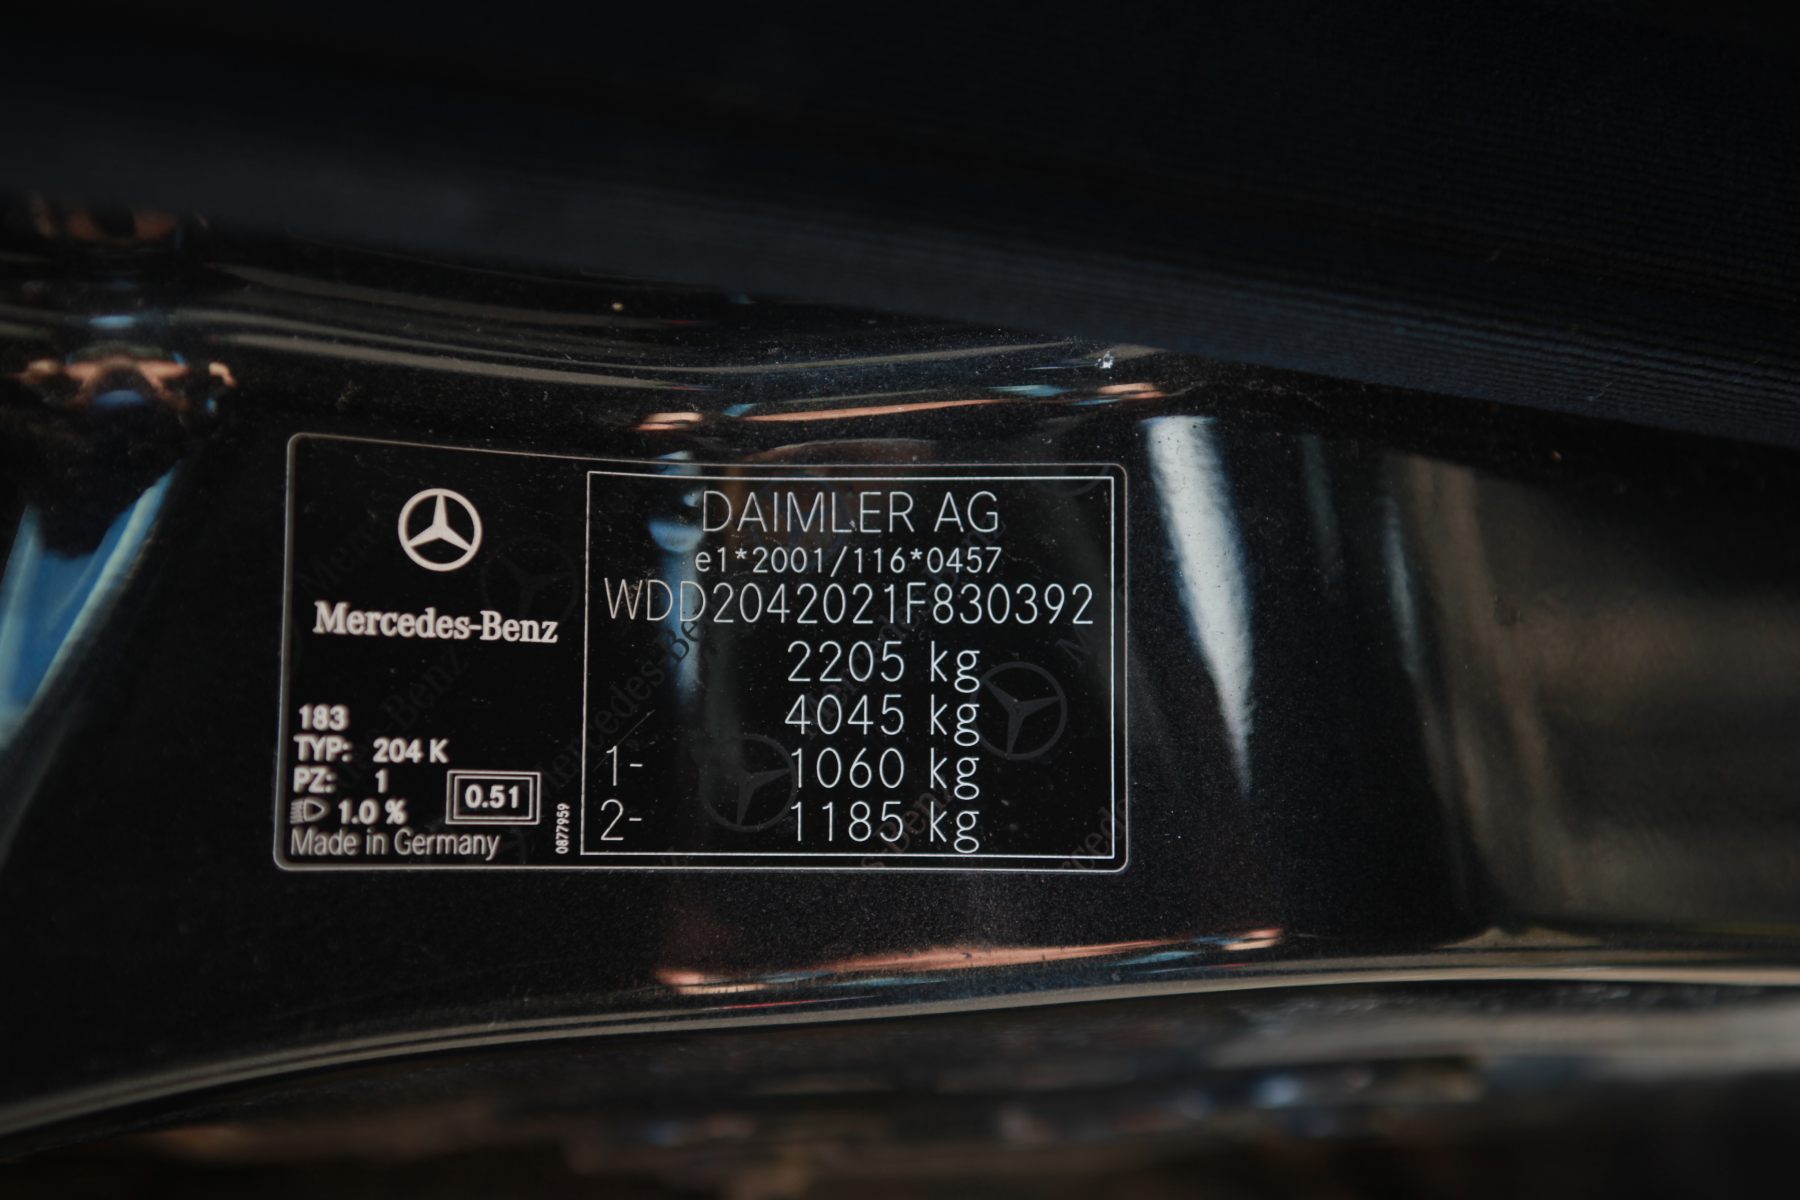 Mercedes-Benz
183
TYP: 204 K
PZ: 1
1.0 %
0.51
Made in Germany
0877959
DAIMLER AG
e1*2001/116*0457
WDD2042021F830392
2205 kg
4045 kg
1- 1060 kg
2- 1185 kg